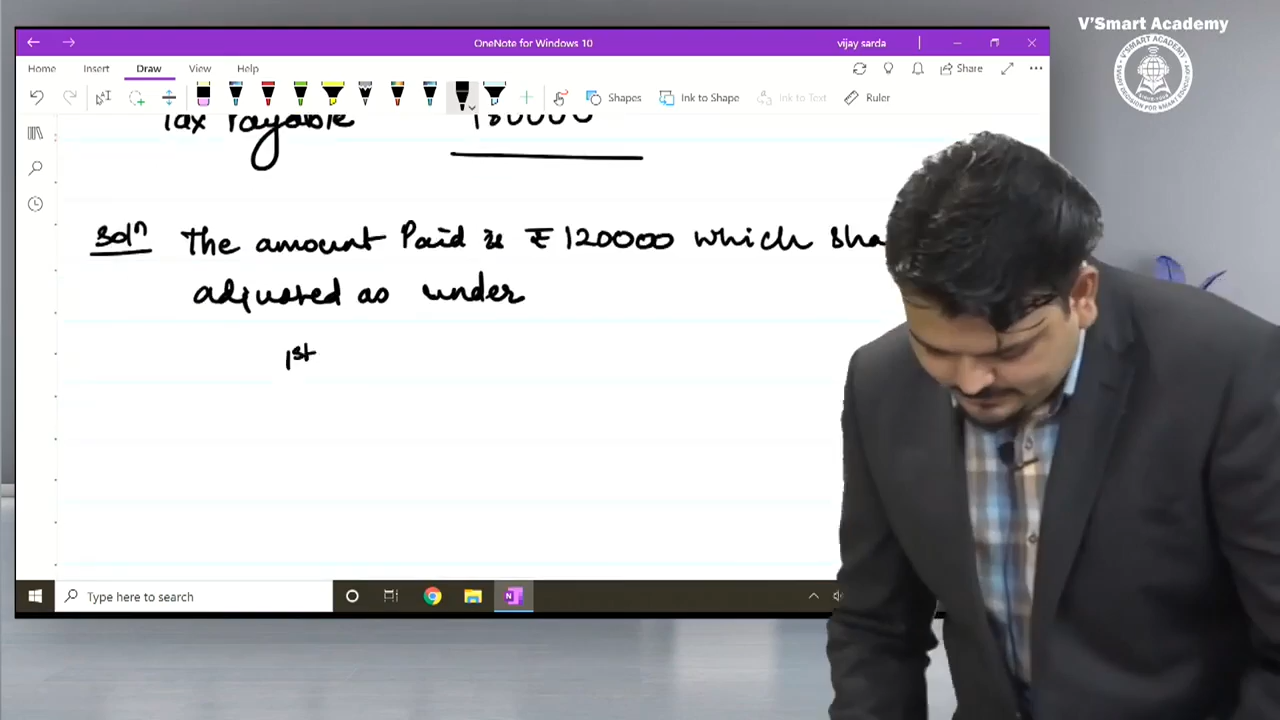 V'Smart Academy
OneNote for Windows 10
vijay sarda
Home Insert Draw View Help
Share
Shapes Ink to Shape Ink to Text Ruler
Tax Payable
Soln The amount Paid is ₹ 120000 which
adjusted as under
1st
Type here to search